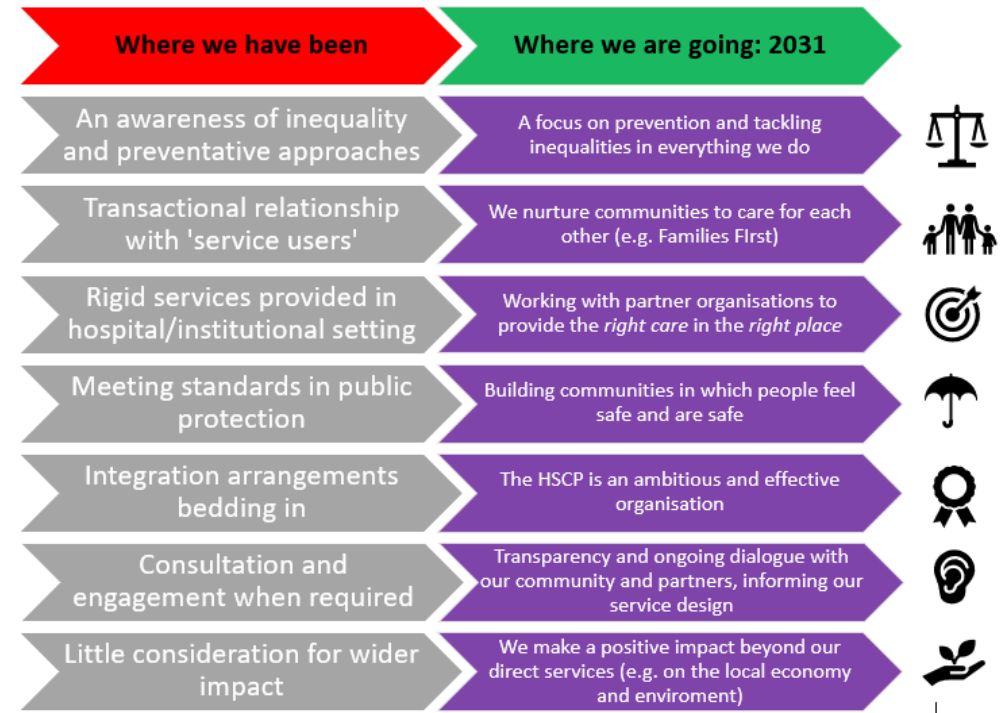 Where we have been
Where we are going: 2031
An awareness of inequality
and preventative approaches
A focus on prevention and tackling
inequalities in everything we do
Transactional relationship
with 'service users'
We nurture communities to care for each
other (e.g. Families FIrst)
Rigid services provided in
hospital/institutional setting
Working with partner organisations to
provide the right care in the right place
Meeting standards in public
protection
Building communities in which people feel
safe and are safe
Integration arrangements
bedding in
The HSCP is an ambitious and effective
organisation
Consultation and
engagement when required
Transparency and ongoing dialogue with
our community and partners, informing our
service design
Little consideration for wider
impact
We make a positive impact beyond our
direct services (e.g. on the local economy
and enviroment)